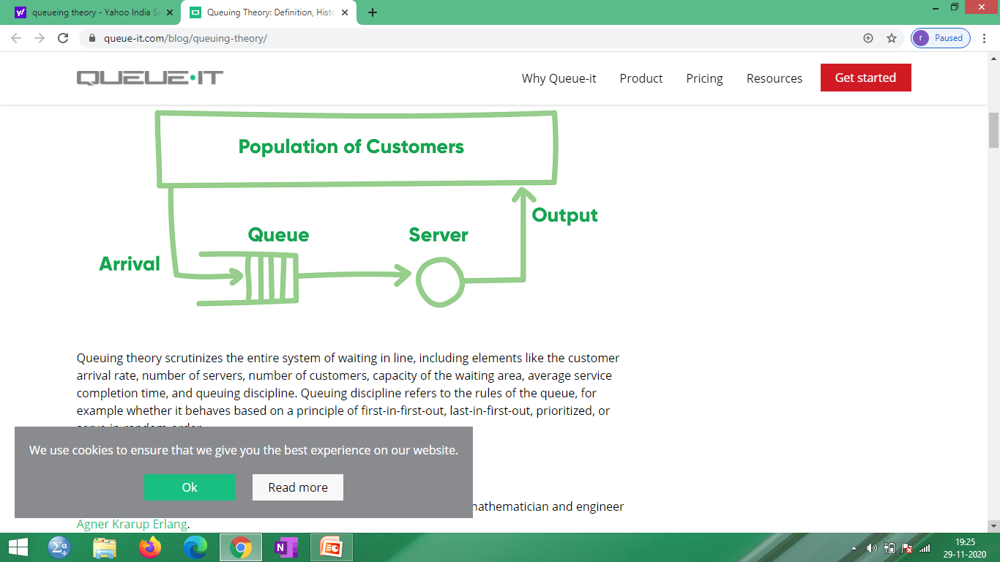 queueing theory - Yahoo India Se
Queuing Theory: Definition, Histo
queue-it.com/blog/queuing-theory/
r Paused
QUEUE-IT
Why Queue-it Product Pricing Resources Get started
Population of Customers
Output
Queue Server
Arrival
Queuing theory scrutinizes the entire system of waiting in line, including elements like the customer
arrival rate, number of servers, number of customers, capacity of the waiting area, average service
completion time, and queuing discipline. Queuing discipline refers to the rules of the queue, for
example whether it behaves based on a principle of first-in-first-out, last-in-first-out, prioritized, or
We use cookies to ensure that we give you the best experience on our website.
Ok Read more
mathematician and engineer
Agner Krarup Erlang.
19:25
29-11-2020